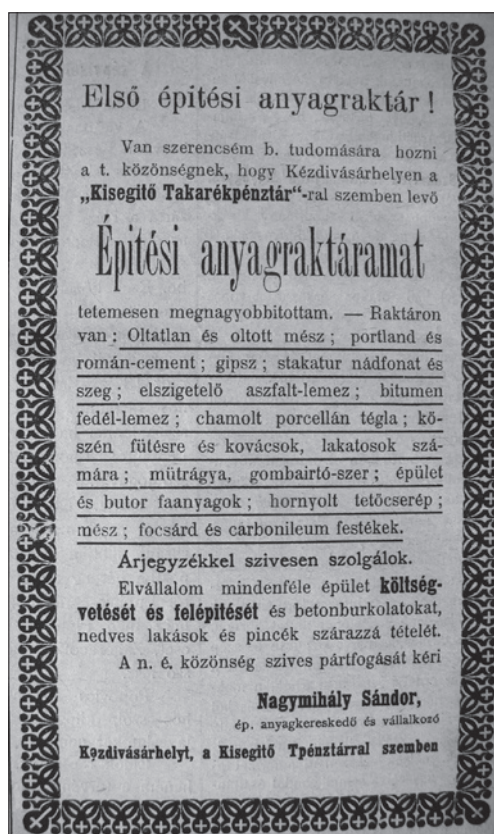 Első épitési anyagraktár !
Van szerencsém b. tudomására hozni
a t. közönségnek, hogy Kézdivásárhelyen a
„Kisegitő Takarékpénztár“-ral szemben levő
Épitési anyagraktáramat
tetemesen megnagyobbitottam. — Raktáron
van : Oltatlan és oltott mész ; portland és
román-cement ; gipsz ; stakatur nádfonat és
szeg ; elszigetelő aszfalt-lemez ; bitumen
fedél-lemez ; chamolt porcellán tégla ; kő-
szén fütésre és kovácsok, lakatosok szá-
mára ; mütrágya, gombairtó-szer ; épület
és butor faanyagok ; hornyolt tetőcserép ;
mész ; focsárd és carbonileum festékek.
Árjegyzékkel szivesen szolgálok.
Elvállalom mindenféle épület költség-
vetését és felépitését és betonburkolatokat,
nedves lakások és pincék szárazzá tételét.
A n. é. közönség szives pártfogását kéri
Nagymihály Sándor,
ép. anyagkereskedő és vállalkozó
Kezdivásárhelyt, a Kisegitő Tpénztárral szemben